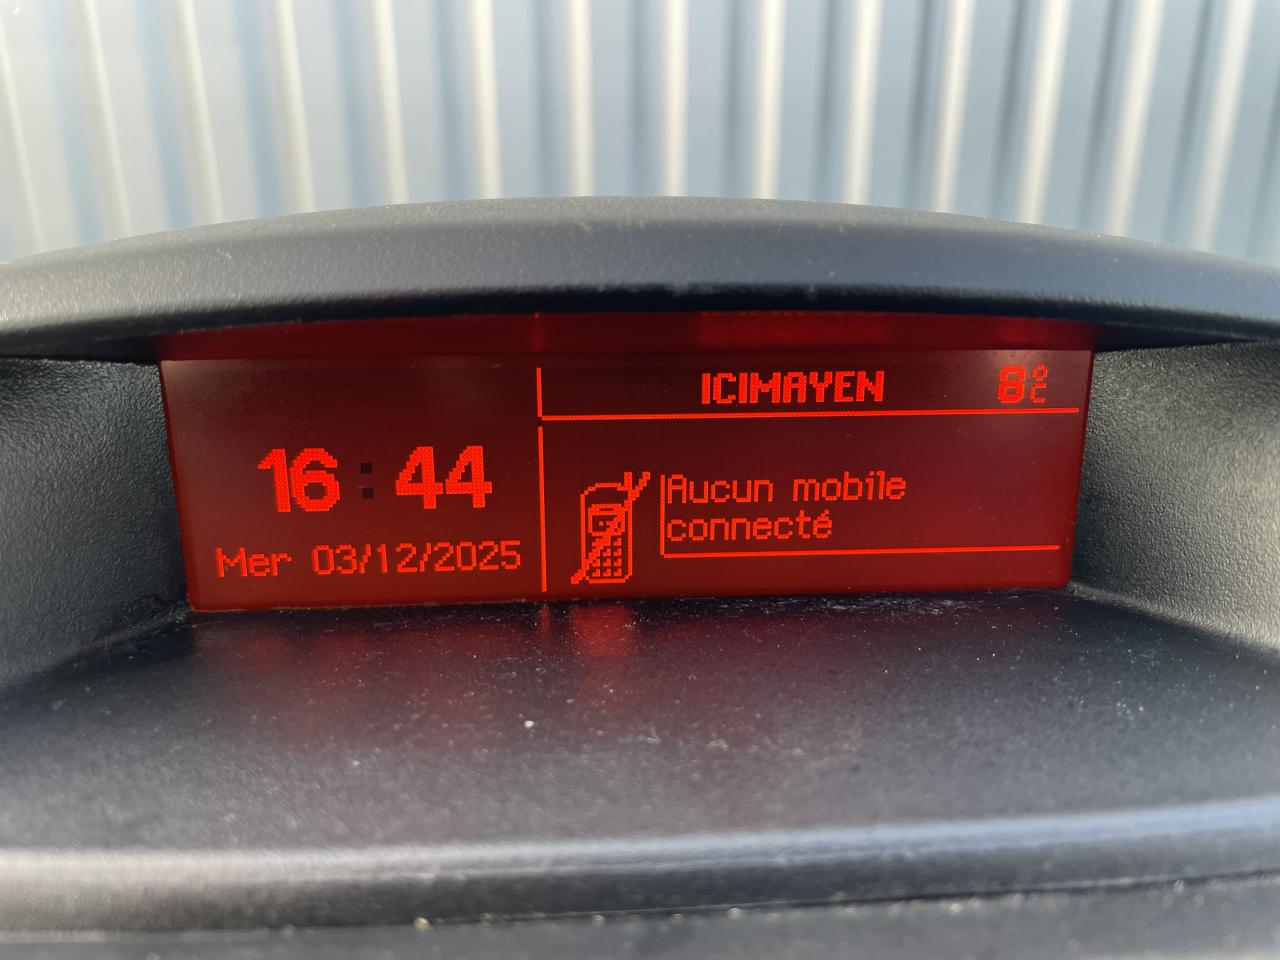 ICIMAYEN 8°C
16:44
Mer 03/12/2025
Aucun mobile
connecté